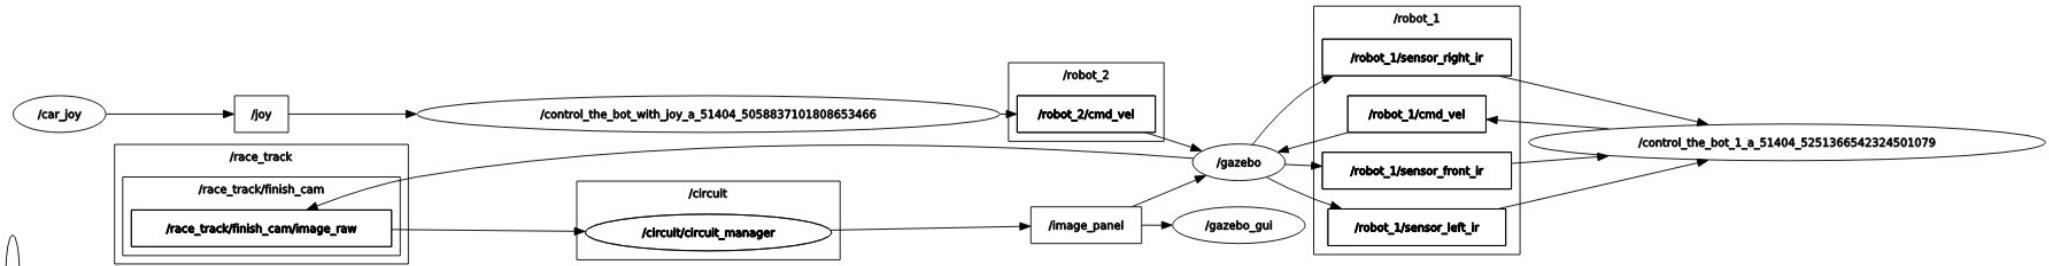 /robot_1
/robot_1/sensor_right_ir
/robot_2
/car_joy
/joy
/control_the_bot_with_joy_a_51404_5058837101808653466
/robot_2/cmd_vel
/robot_1/cmd_vel
/control_the_bot_1_a_51404_5251366542324501079
/race_track
/gazebo
/robot_1/sensor_front_ir
/race_track/finish_cam
/circuit
/race_track/finish_cam/image_raw
/circuit/circuit_manager
/image_panel
/gazebo_gui
/robot_1/sensor_left_ir